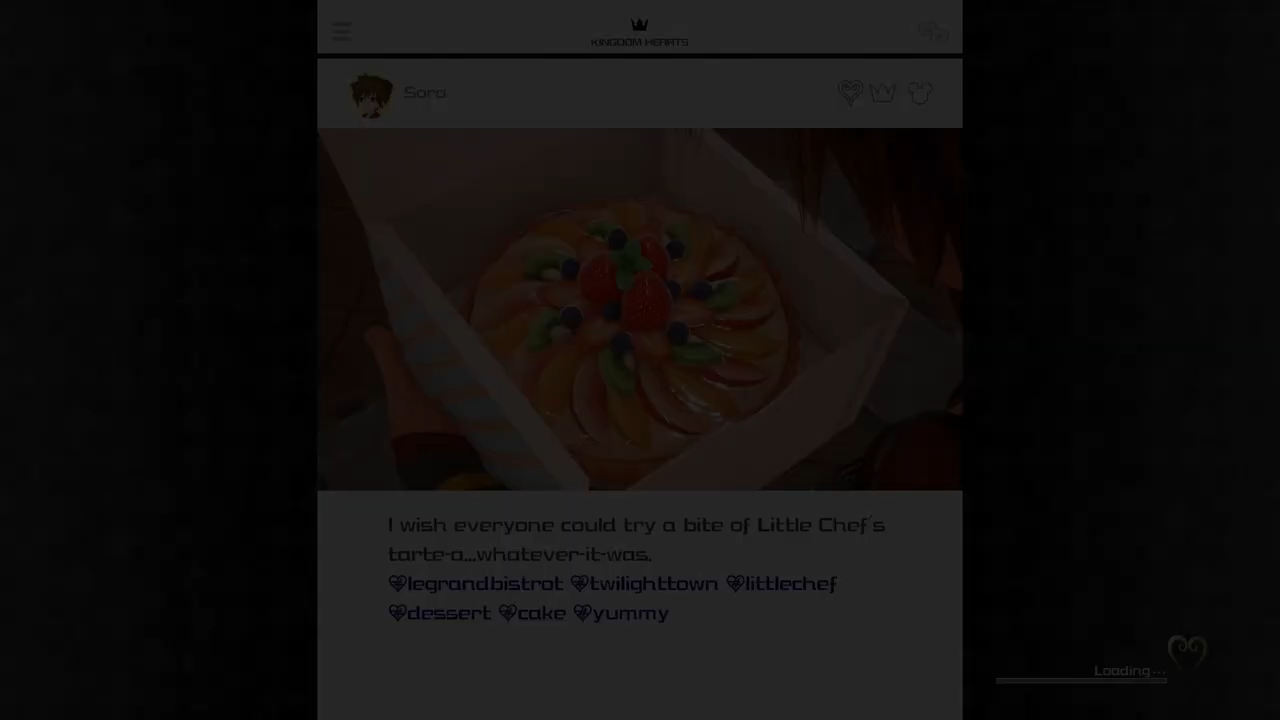 KINGDOM HEARTS
Sora
I wish everyone could try a bite of Little Chef's
tarte-a...whatever-it-was.
legrandbistrot twilighttown littlechef
dessert cake yummy
Loading...